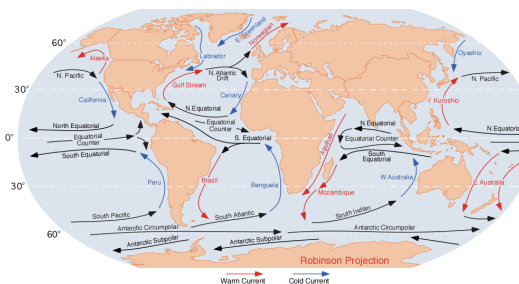 60°
Alaska
Labrador
E. Greenland
Norwegian
Oyashio
N. Pacific
N. Atlantic
Drift
N. Pacific
Gulf Stream
30°
30°
California
Canary
Kuroshio
N.Equatorial
North Equatorial
Equatorial
Counter
N.Equatorial
N.Equatorial
Equatorial
Counter
Equatorial Counter
0°
0°
S. Equatorial
South Equatorial
South
Equatorial
Agulhas
Peru
Brazil
Benguela
Mozambique
W.Australia
E.Australia
30°
30°
South Pacific
South Atlantic
South Indian
Antarctic Circumpolar
Antarctic Circumpolar
60°
Antarctic Subpolar
Antarctic Subpolar
Robinson Projection
Warm Current
Cold Current